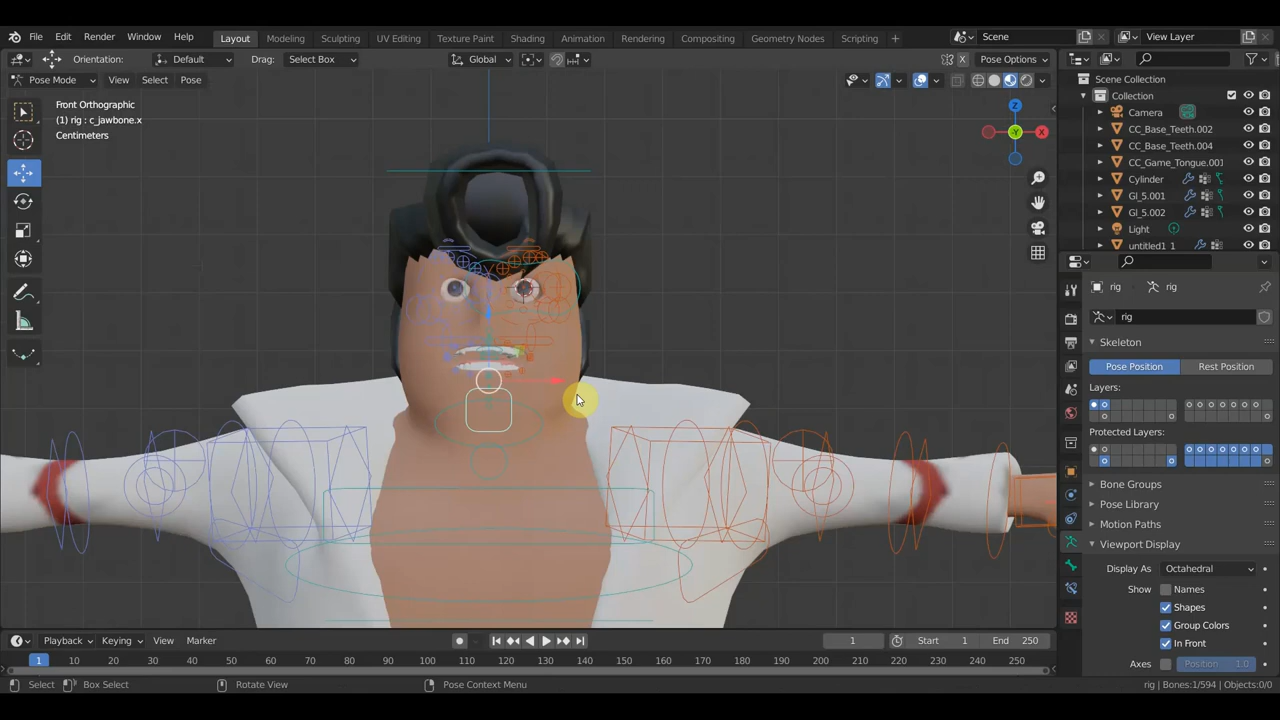 File Edit Render Window Help Layout Modeling Sculpting UV Editing Texture Paint Shading Animation Rendering Compositing Geometry Nodes Scripting + Scene View Layer
Orientation: Default Drag: Select Box Global X Pose Options
Pose Mode View Select Pose
Front Orthographic
(1) rig : c_jawbone.x
Centimeters
Z
X
-Y
Scene Collection
Collection
Camera
CC_Base_Teeth.002
CC_Base_Teeth.004
CC_Game_Tongue.001
Cylinder
GI_5.001
GI_5.002
Light
untitled1_1
rig rig
rig
Skeleton
Pose Position Rest Position
Layers:
Protected Layers:
Bone Groups
Pose Library
Motion Paths
Viewport Display
Display As Octahedral
Show Names
Shapes
Group Colors
In Front
Axes Position 1.0
Playback Keying View Marker 1 Start 1 End 250
1 10 20 30 40 50 60 70 80 90 100 110 120 130 140 150 160 170 180 190 200 210 220 230 240 250
Select Box Select Rotate View Pose Context Menu rig | Bones:1/594 | Objects:0/0